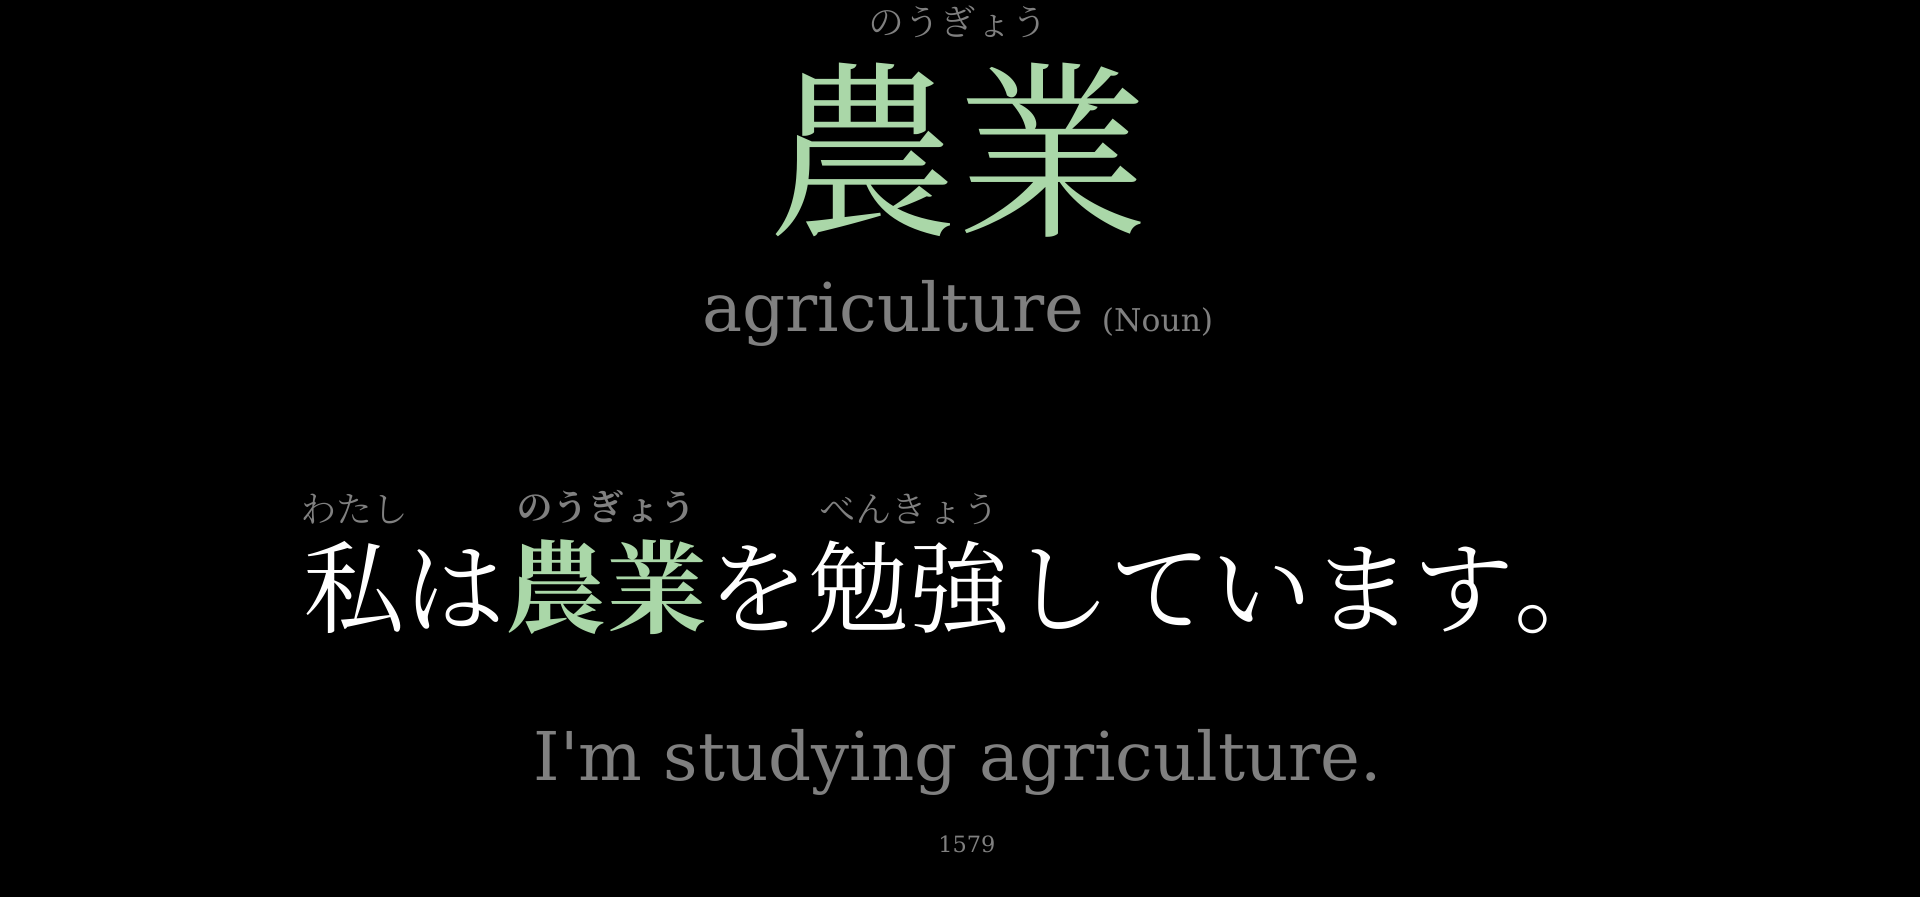 のうぎょう
農業
agriculture (Noun)
わたし のうぎょう べんきょう
私は農業を勉強しています。
I'm studying agriculture.
1579